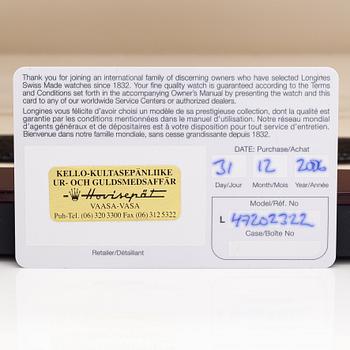 Thank you for joining an international family of discerning owners who have selected Longines
Swiss Made watches since 1832. Your fine quality watch is guaranteed according to the Terms
and Conditions set forth in the accompanying Owner's Manual by presenting the watch and this
card to any of our worldwide Service Centers or authorized dealers.
Longines vous félicite d'avoir choisi un modèle de sa prestigieuse collection, dont la qualité est
garantie par les conditions mentionnées dans le manuel d'utilisation. Notre réseau mondial
d'agents généraux et de dépositaires est à votre disposition pour tout service d'entretien.
Bienvenue dans notre famille mondiale, sans cesse grandissante depuis 1832.
DATE: Purchase/Achat
31 12 2006
Day/Jour Month/Mois Year/Année
KELLO-KULTASEPÄNLIIKE
UR- OCH GULDSMEDSAFFÄR
Hovisepät
VAASA-VASA
Puh-Tel. (06) 320 3300 Fax (06) 312 5322
Retailer/Détaillant
Model/Réf. No
L 47202322
Case/Boîte No